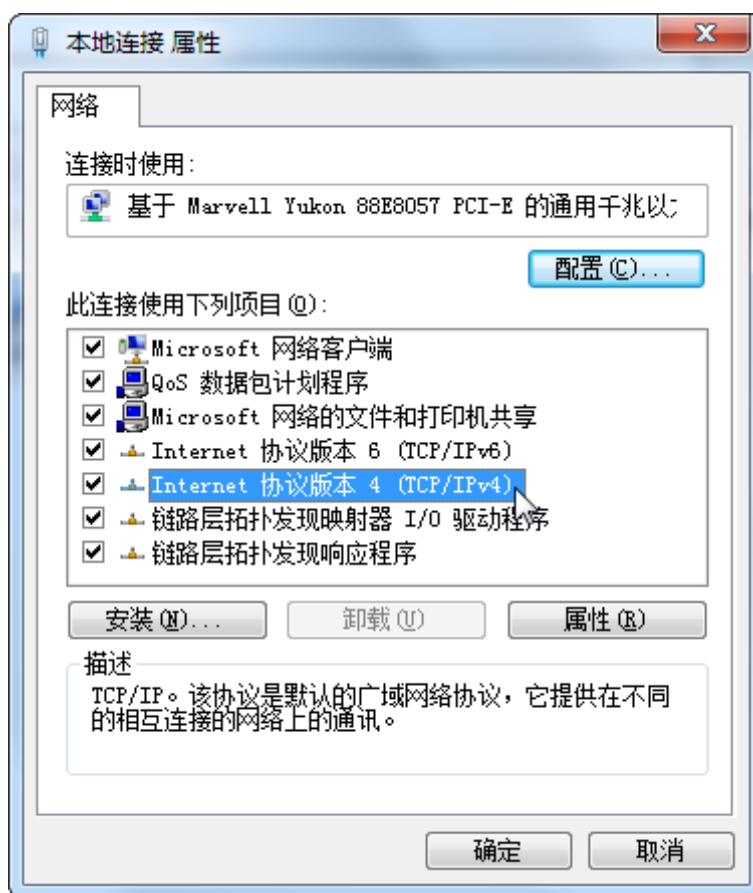 本地连接 属性
网络
连接时使用:
基于 Marvell Yukon 88E8057 PCI-E 的通用千兆以
配置(C)...
此连接使用下列项目(O):
Microsoft 网络客户端
QoS 数据包计划程序
Microsoft 网络的文件和打印机共享
Internet 协议版本 6 (TCP/IPv6)
Internet 协议版本 4 (TCP/IPv4)
链路层拓扑发现映射器 I/O 驱动程序
链路层拓扑发现响应程序
安装(N)...
卸载(U)
属性(R)
描述
TCP/IP。该协议是默认的广域网络协议，它提供在不同
的相互连接的网络上的通讯。
确定
取消